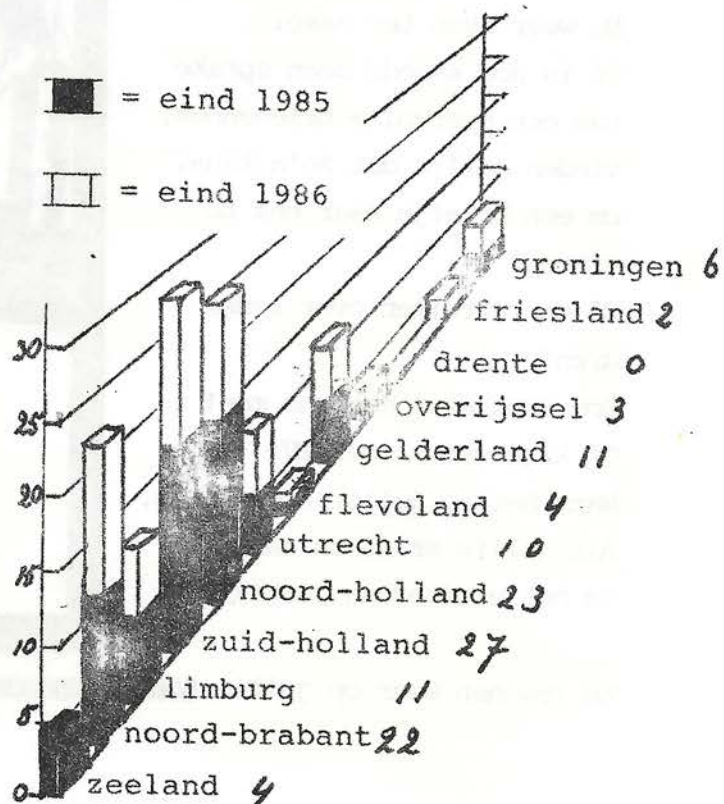 = eind 1985
= eind 1986
30
25
20
15
10
5
0
groningen 6
friesland 2
drente 0
overijssel 3
gelderland 11
flevoland 4
utrecht 10
noord-holland 23
zuid-holland 27
limburg 11
noord-brabant 22
zeeland 4